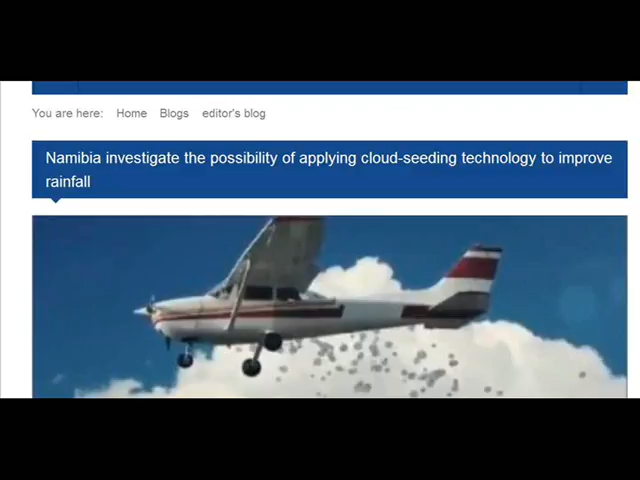 You are here: Home Blogs editor's blog
Namibia investigate the possibility of applying cloud-seeding technology to improve
rainfall